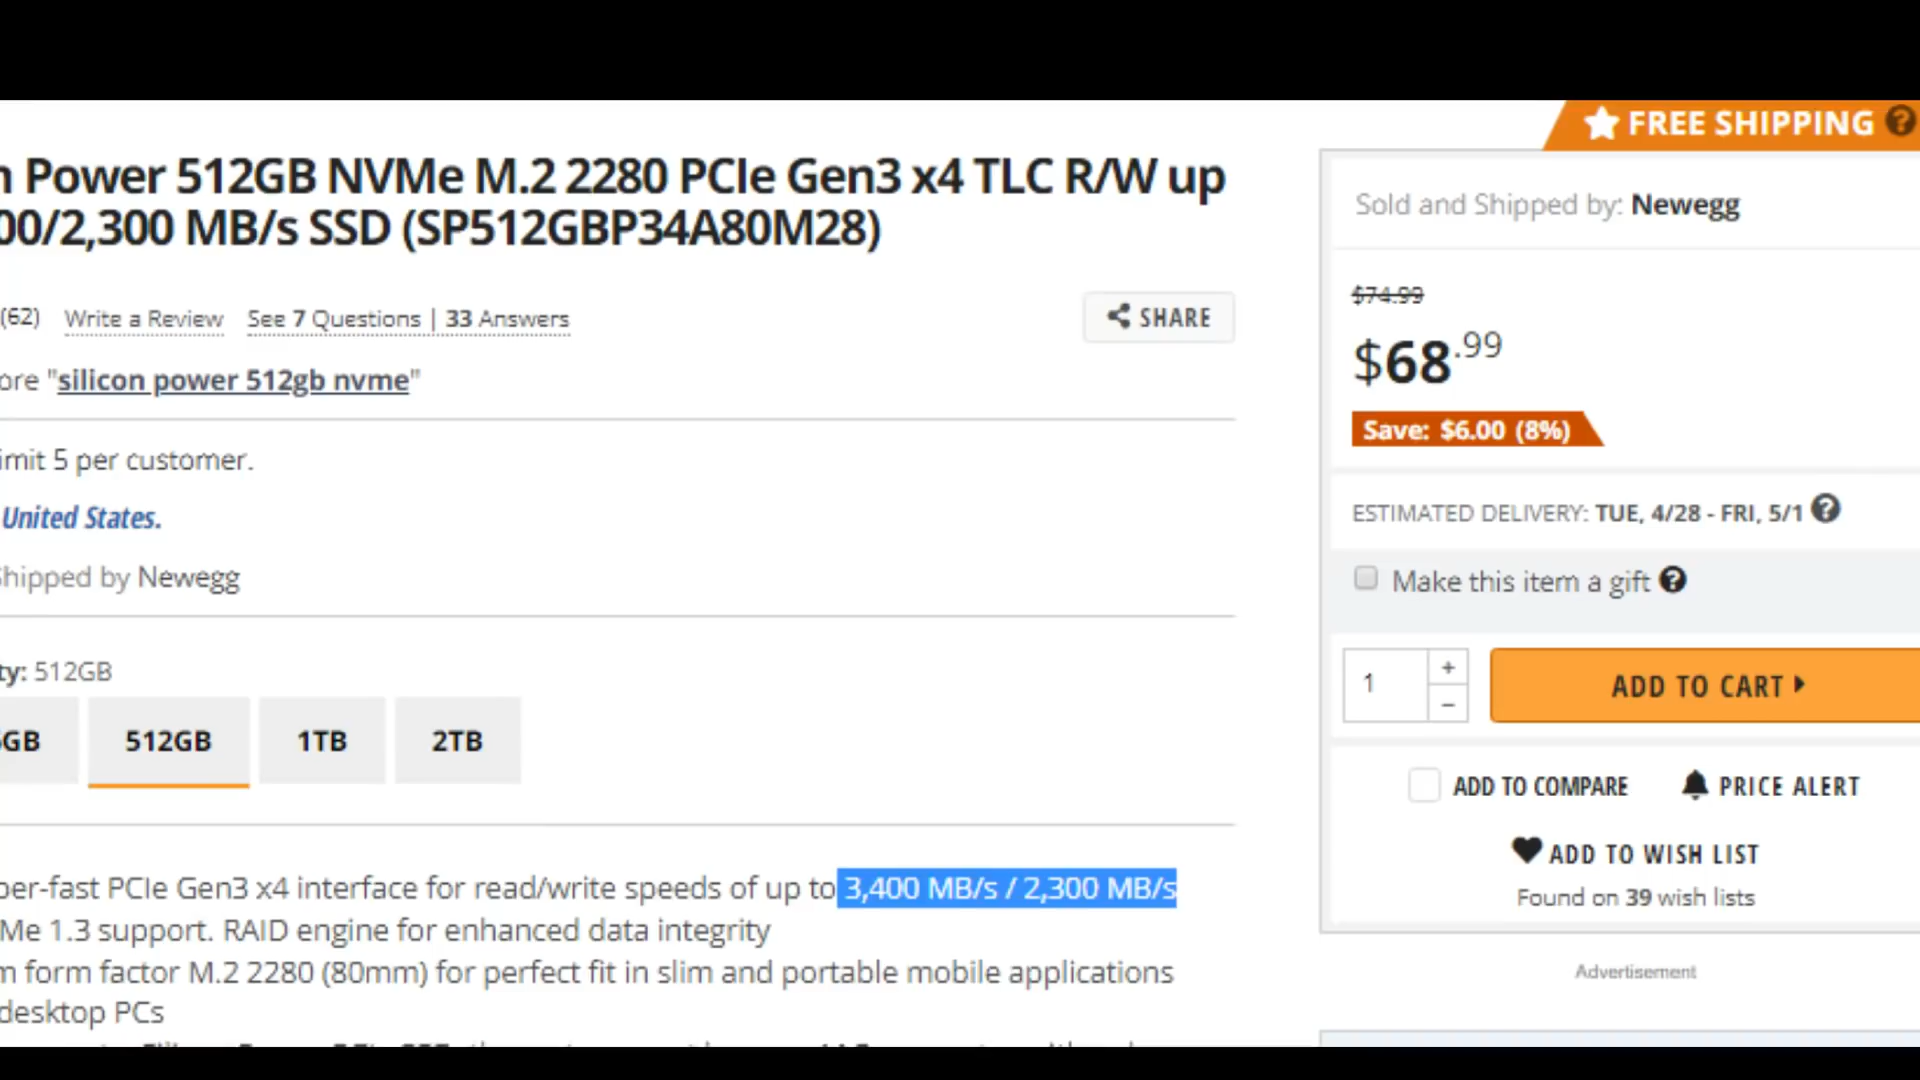 FREE SHIPPING
n Power 512GB NVMe M.2 2280 PCIe Gen3 x4 TLC R/W up
00/2,300 MB/s SSD (SP512GBP34A80M28)
(62) Write a Review See 7 Questions | 33 Answers
SHARE
ore "silicon power 512gb nvme"
imit 5 per customer.
United States.
Shipped by Newegg
ty: 512GB
GB 512GB 1TB 2TB
per-fast PCIe Gen3 x4 interface for read/write speeds of up to 3,400 MB/s / 2,300 MB/s
Me 1.3 support. RAID engine for enhanced data integrity
m form factor M.2 2280 (80mm) for perfect fit in slim and portable mobile applications
desktop PCs
Sold and Shipped by: Newegg
$74.99
$68.99
Save: $6.00 (8%)
ESTIMATED DELIVERY: TUE, 4/28 - FRI, 5/1
Make this item a gift
1 + −
ADD TO CART
ADD TO COMPARE PRICE ALERT
ADD TO WISH LIST
Found on 39 wish lists
Advertisement